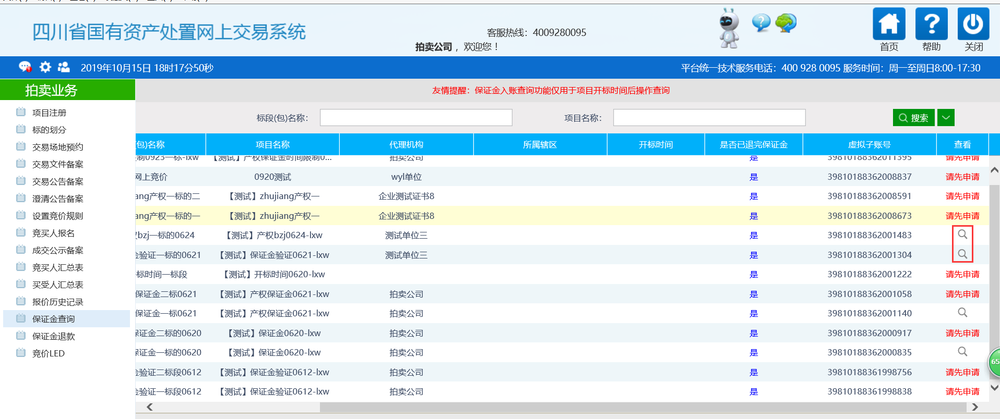 四川省国有资产处置网上交易系统
客服热线：4009280095
拍卖公司，欢迎您！
首页
帮助
关闭
2019年10月15日 18时17分50秒
平台统一技术服务电话：400 928 0095 服务时间：周一至周日8:00-17:30
拍卖业务
项目注册
标的划分
交易场地预约
交易文件备案
交易公告备案
澄清公告备案
设置竞价规则
竞买人报名
成交公示备案
竞买人汇总表
买受人汇总表
报价历史记录
保证金查询
保证金退款
竞价LED
友情提醒：保证金入账查询功能仅用于项目开标时间后操作查询
标段(包)名称：
项目名称：
搜索
(包)名称 项目名称 代理机构 所属辖区 开标时间 是否已退完保证金 虚拟子账号 查看
制0923一标-lxw 【测试】产权保证金时间限制0... 拍卖公司 是 39810188362011395 请先申请
网上竞价 0920测试 wyl单位 是 39810188362008837 请先申请
ang产权一标的二 【测试】zhujiang产权一 企业测试证书8 是 39810188362008591 请先申请
ang产权一标的一 【测试】zhujiang产权一 企业测试证书8 是 39810188362008673 请先申请
bzj一标的0624 【测试】产权bzj0624-lxw 测试单位三 是 39810188362001483
金验证一标的0621 【测试】保证金验证0621-lxw 测试单位三 是 39810188362001304
标时间一标段 【测试】开标时间0620-lxw 是 39810188362001222 请先申请
保证金二标0621 【测试】产权保证金0621-lxw 拍卖公司 是 39810188362001058 请先申请
保证金一标0621 【测试】产权保证金0621-lxw 拍卖公司 是 39810188362001140
保证金二标的0620 【测试】保证金0620-lxw 拍卖公司 是 39810188362000917 请先申请
保证金一标的0620 【测试】保证金0620-lxw 拍卖公司 是 39810188362000835
金验证二标段0612 【测试】保证金验证0612-lxw 拍卖公司 是 39810188361998756 请先申请
金验证一标段0612 【测试】保证金验证0612-lxw 拍卖公司 是 39810188361998838 请先申请
65